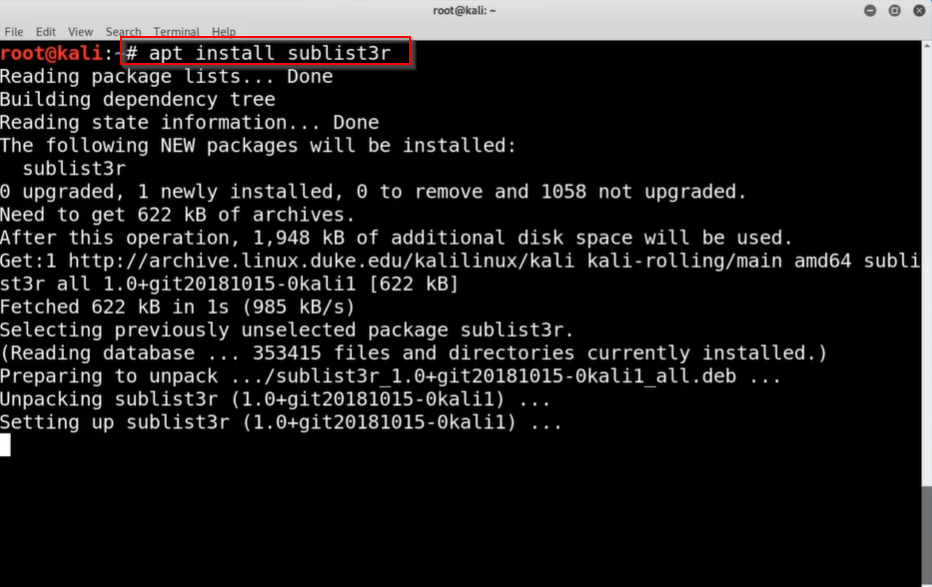 root@kali: ~
File Edit View Search Terminal Help
root@kali:~# apt install sublist3r
Reading package lists... Done
Building dependency tree
Reading state information... Done
The following NEW packages will be installed:
  sublist3r
0 upgraded, 1 newly installed, 0 to remove and 1058 not upgraded.
Need to get 622 kB of archives.
After this operation, 1,948 kB of additional disk space will be used.
Get:1 http://archive.linux.duke.edu/kalilinux/kali kali-rolling/main amd64 subli
st3r all 1.0+git20181015-0kali1 [622 kB]
Fetched 622 kB in 1s (985 kB/s)
Selecting previously unselected package sublist3r.
(Reading database ... 353415 files and directories currently installed.)
Preparing to unpack .../sublist3r_1.0+git20181015-0kali1_all.deb ...
Unpacking sublist3r (1.0+git20181015-0kali1) ...
Setting up sublist3r (1.0+git20181015-0kali1) ...